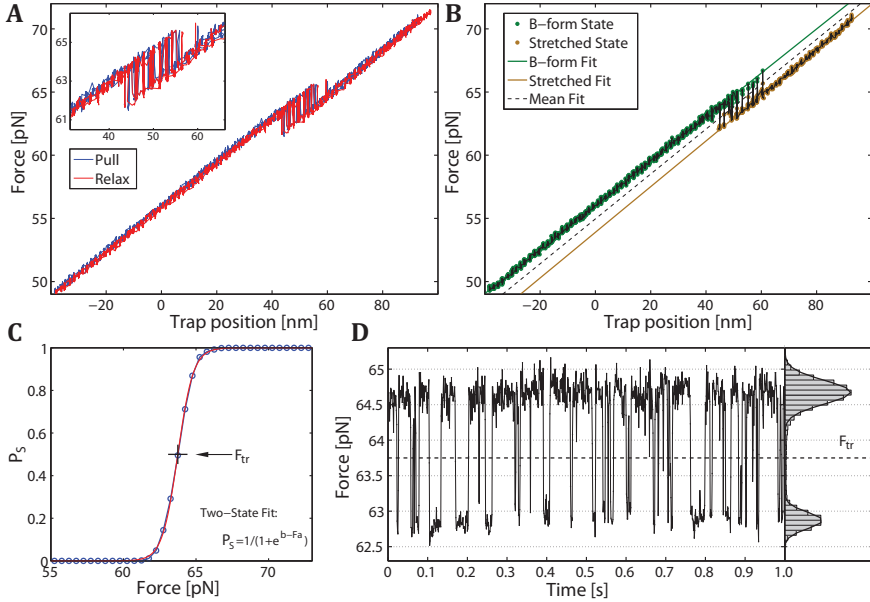 A
70
65
60
55
50
Force [pN]
65
63
61
40
50
60
Pull
Relax
−20
0
20
40
60
80
Trap position [nm]
B
70
65
60
55
50
Force [pN]
B-form State
Stretched State
B-form Fit
Stretched Fit
Mean Fit
−20
0
20
40
60
80
Trap position [nm]
C
1
0.8
0.6
0.4
0.2
0
PS
Ftr
Two−State Fit:
PS=1/(1+e^b−Fa)
55
60
65
70
Force [pN]
D
65
64.5
64
63.5
63
62.5
Force [pN]
Ftr
0
0.1
0.2
0.3
0.4
0.5
0.6
0.7
0.8
0.9
1.0
Time [s]